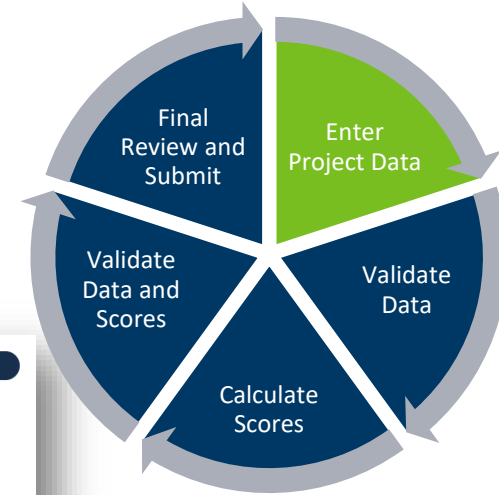 Enter
Project Data
Validate
Data
Calculate
Scores
Validate
Data and
Scores
Final
Review and
Submit